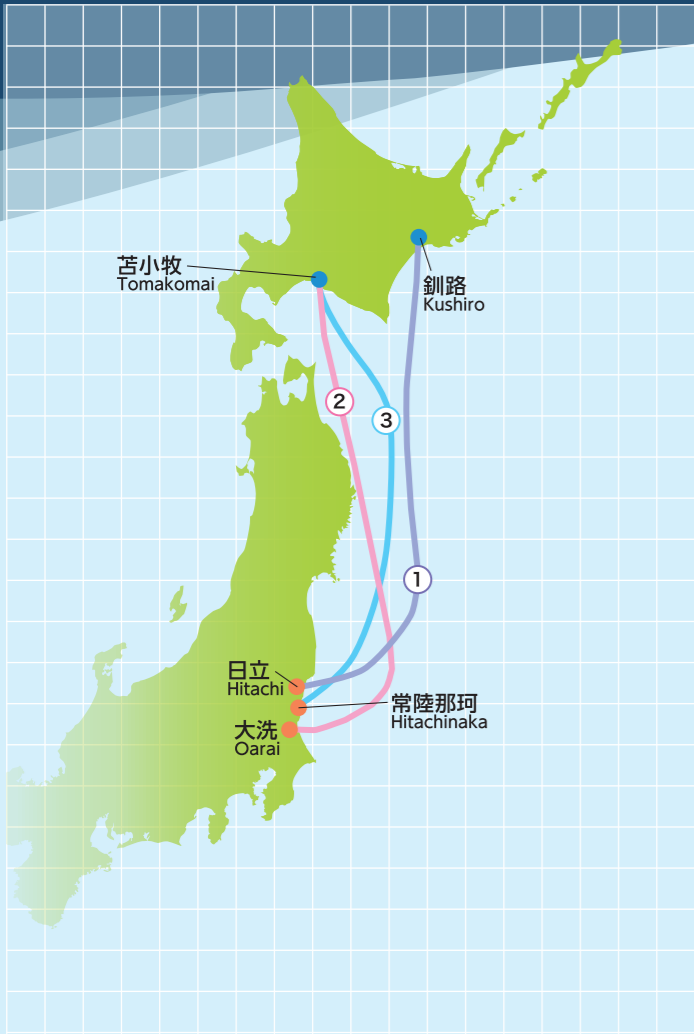 苫小牧
Tomakomai
釧路
Kushiro
②
③
①
日立
Hitachi
常陸那珂
Hitachinaka
大洗
Oarai